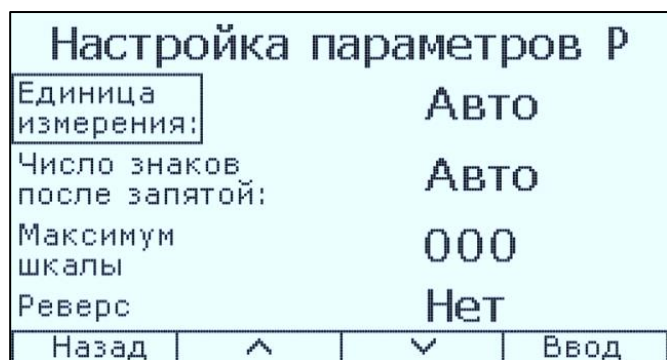 Настройка параметров P
Единица
измерения:
Авто
Число знаков
после запятой:
Авто
Максимум
шкалы
000
Реверс
Нет
Назад ^ ⌄ Ввод